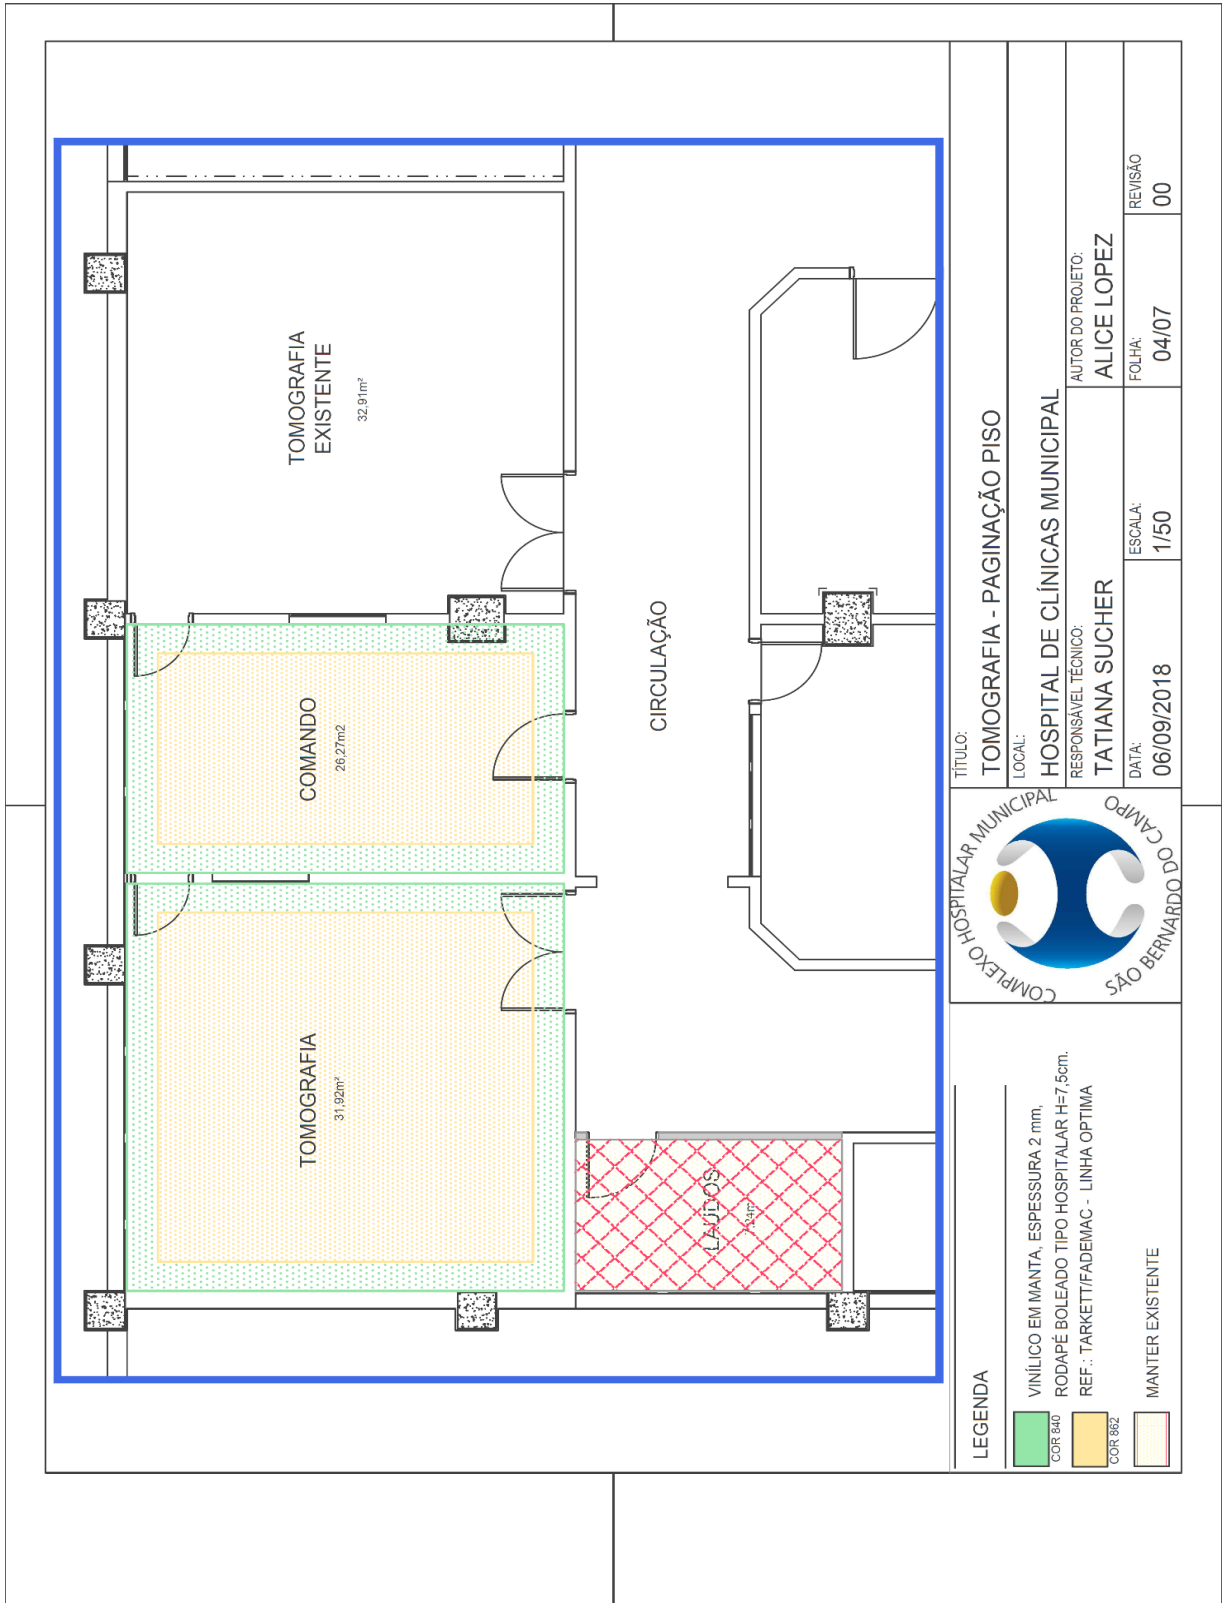 TOMOGRAFIA
EXISTENTE
32,91m²
COMANDO
26,27m2
TOMOGRAFIA
31,92m²
CIRCULAÇÃO
LAUDOS
7,24m²
LEGENDA
COR 840
COR 862
VINÍLICO EM MANTA, ESPESSURA 2 mm,
RODAPÉ BOLEADO TIPO HOSPITALAR H=7,5cm.
REF.: TARKETT/FADEMAC - LINHA OPTIMA
MANTER EXISTENTE
COMPLEXO HOSPITALAR MUNICIPAL
SÃO BERNARDO DO CAMPO
TÍTULO:
TOMOGRAFIA - PAGINAÇÃO PISO
LOCAL:
HOSPITAL DE CLÍNICAS MUNICIPAL
RESPONSÁVEL TÉCNICO:
TATIANA SUCHER
AUTOR DO PROJETO:
ALICE LOPEZ
DATA:
06/09/2018
ESCALA:
1/50
FOLHA:
04/07
REVISÃO
00